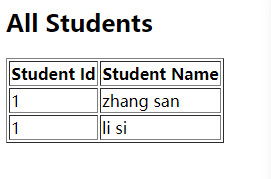 All Students
Student Id Student Name
1 zhang san
1 li si